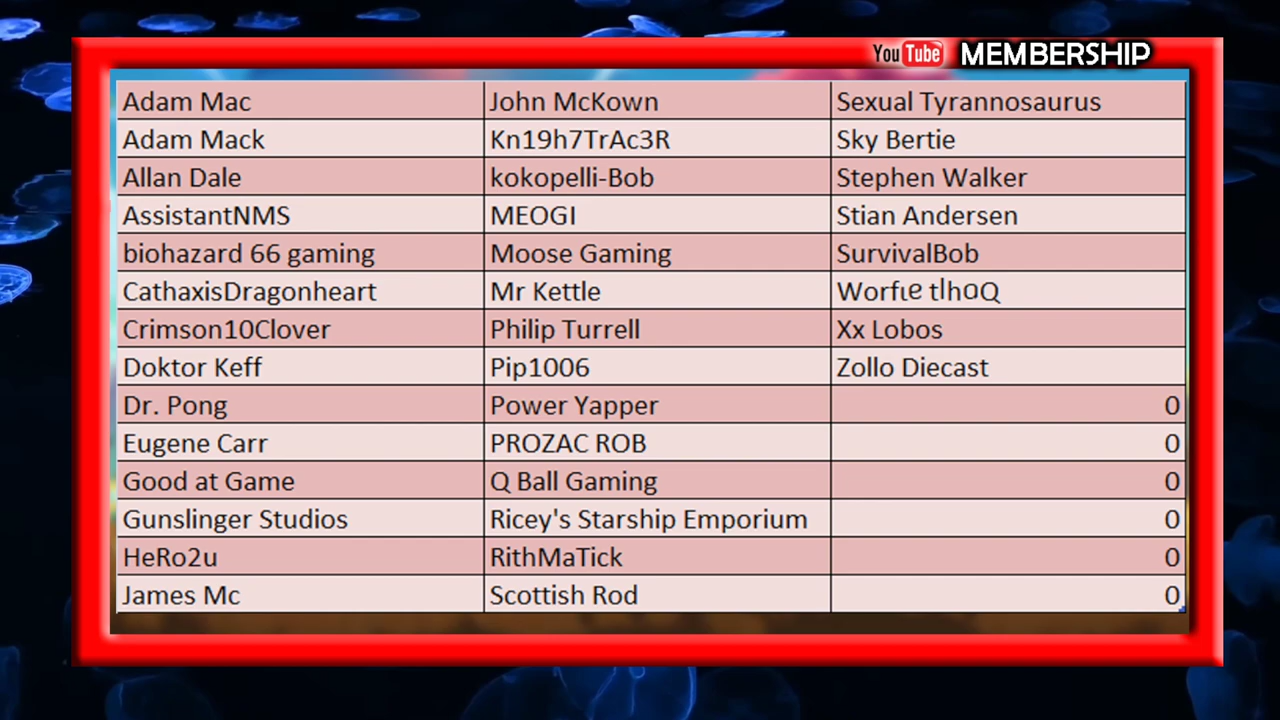 YouTube MEMBERSHIP
Adam Mac John McKown Sexual Tyrannosaurus
Adam Mack Kn19h7TrAc3R Sky Bertie
Allan Dale kokopelli-Bob Stephen Walker
AssistantNMS MEOGI Stian Andersen
biohazard 66 gaming Moose Gaming SurvivalBob
CathaxisDragonheart Mr Kettle Worfɩҽ tlhɑQ
Crimson10Clover Philip Turrell Xx Lobos
Doktor Keff Pip1006 Zollo Diecast
Dr. Pong Power Yapper 0
Eugene Carr PROZAC ROB 0
Good at Game Q Ball Gaming 0
Gunslinger Studios Ricey's Starship Emporium 0
HeRo2u RithMaTick 0
James Mc Scottish Rod 0